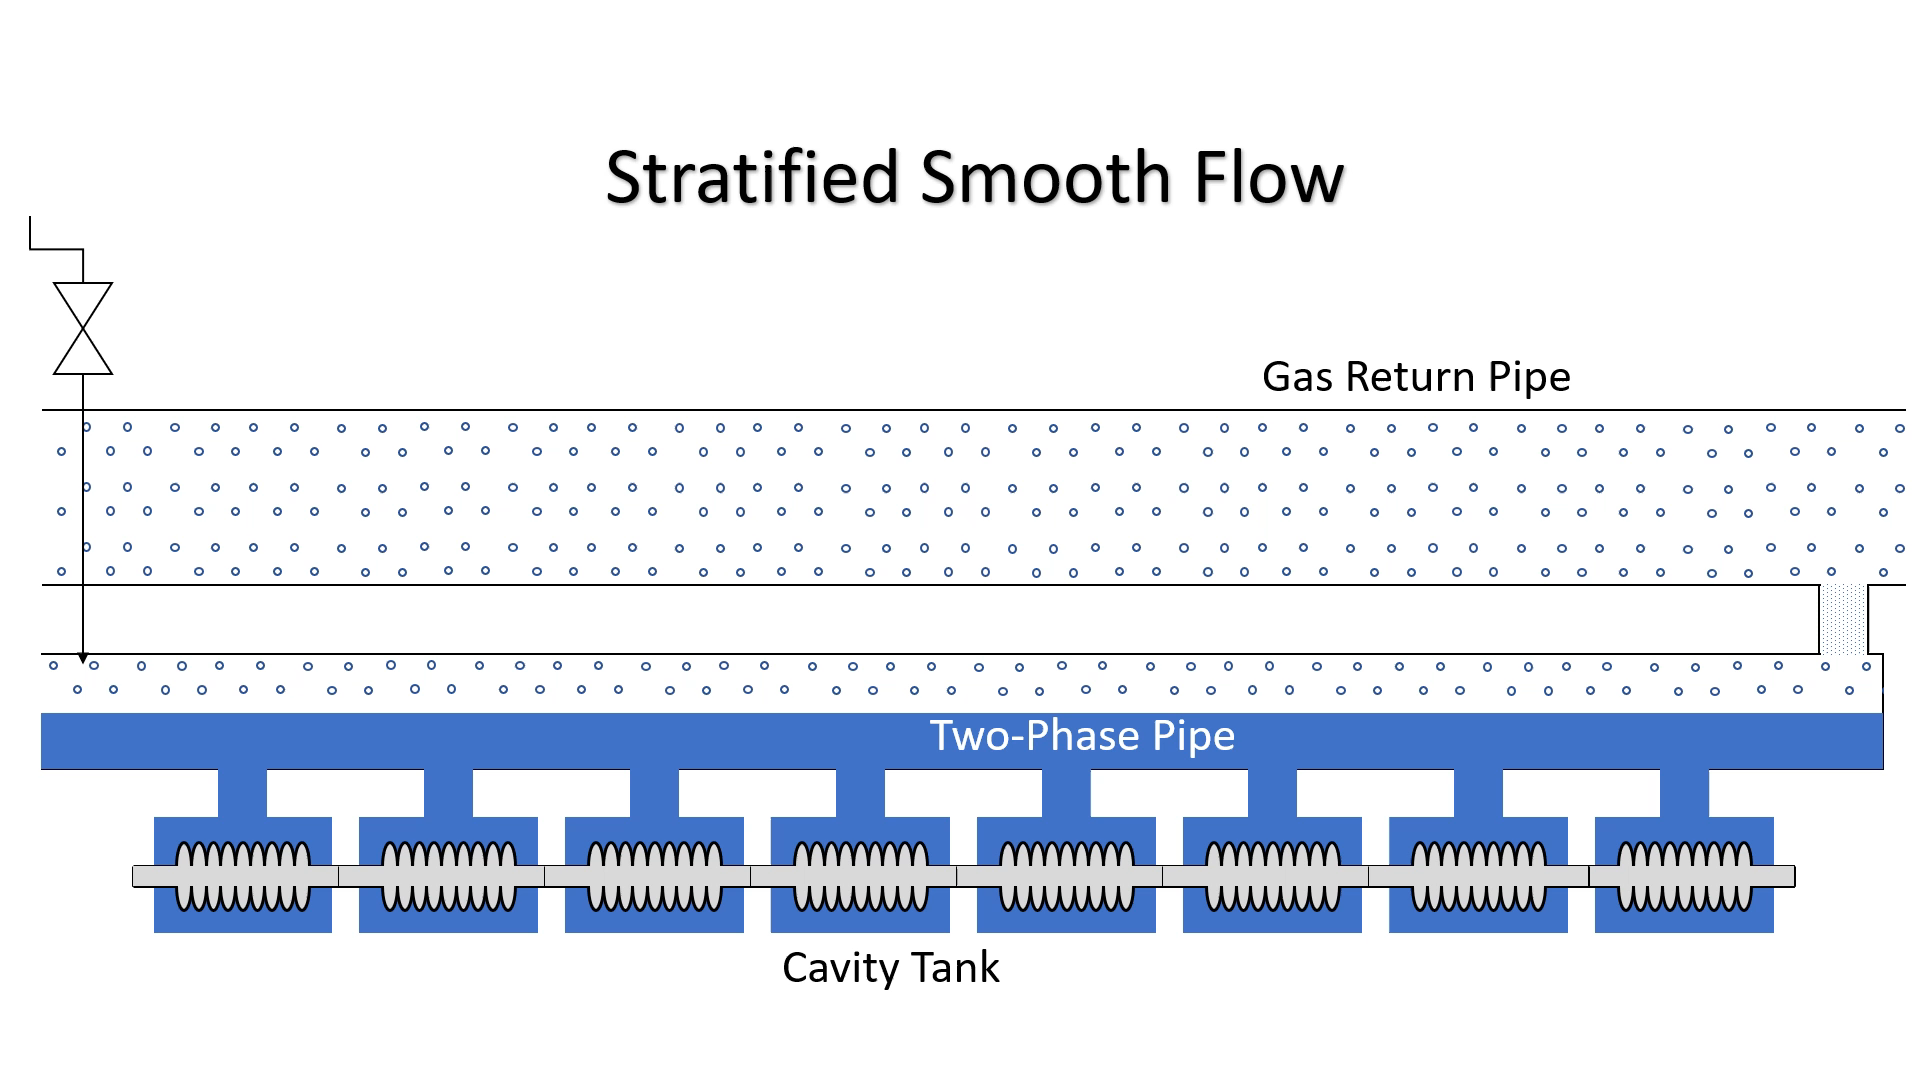 Stratified Smooth Flow
Gas Return Pipe
Two-Phase Pipe
Cavity Tank